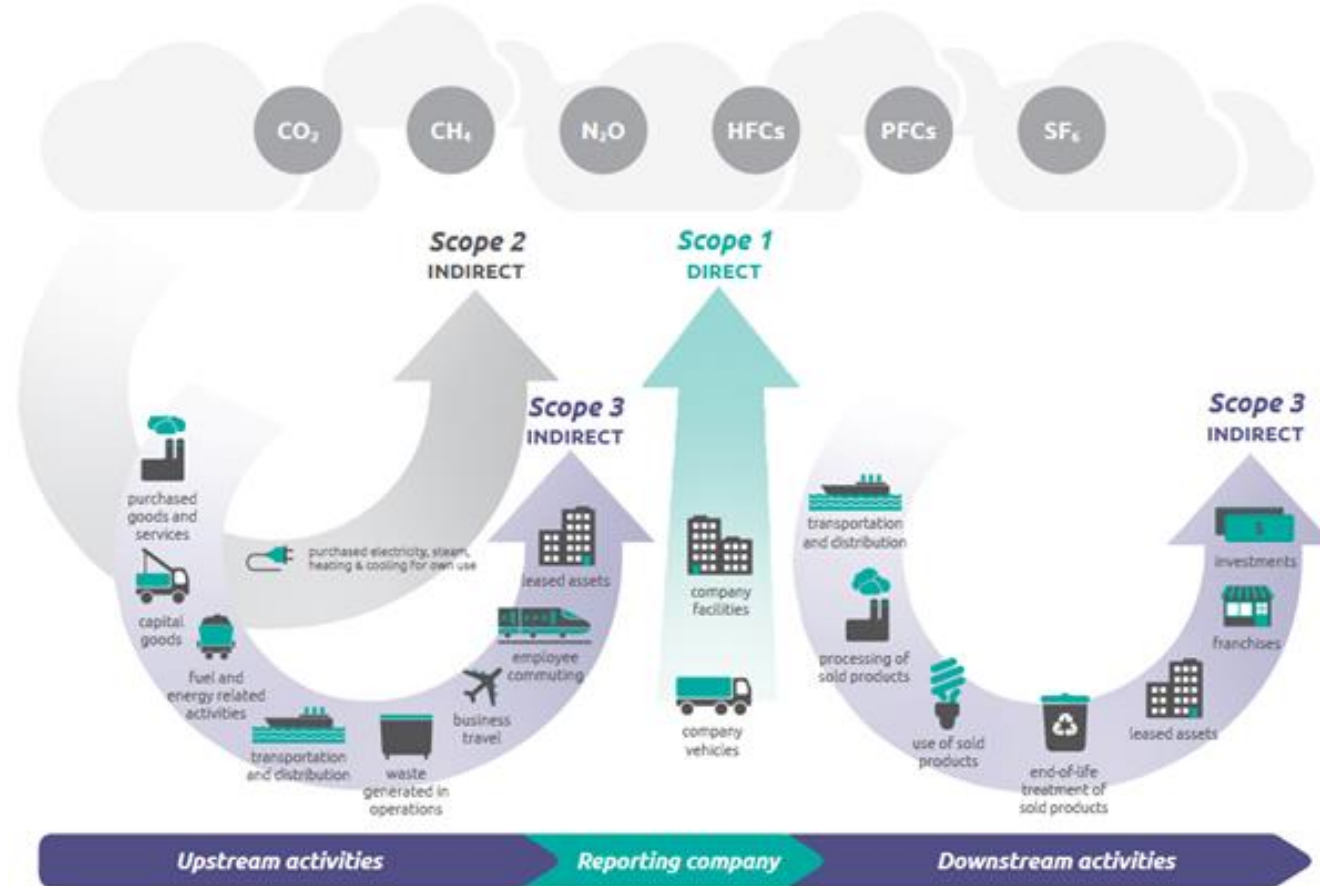 CO₂ CH₄ N₂O HFCs PFCs SF₆
Scope 2
INDIRECT
Scope 1
DIRECT
Scope 3
INDIRECT
Scope 3
INDIRECT
purchased
goods and
services
capital
goods
fuel and
energy related
activities
transportation
and distribution
waste
generated in
operations
business
travel
employee
commuting
leased assets
purchased electricity, steam,
heating & cooling for own use
company
facilities
company
vehicles
transportation
and distribution
processing of
sold products
use of sold
products
end-of-life
treatment of
sold products
leased assets
franchises
$
investments
Upstream activities
Reporting company
Downstream activities